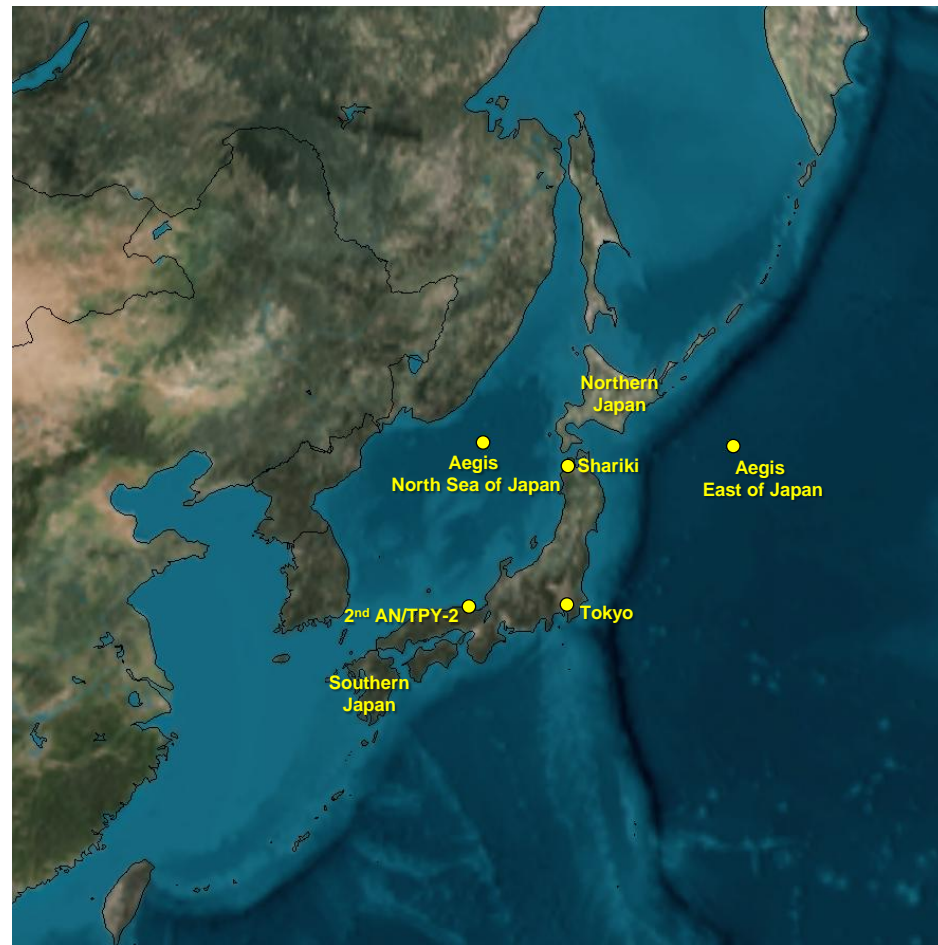 Northern
Japan
Aegis
North Sea of Japan
Shariki
Aegis
East of Japan
2nd AN/TPY-2
Tokyo
Southern
Japan